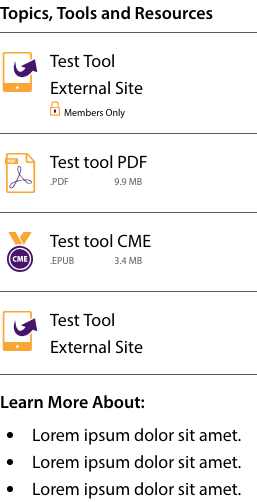 Topics, Tools and Resources
Test Tool
External Site
Members Only
Test tool PDF
.PDF 9.9 MB
Test tool CME
CME
.EPUB 3.4 MB
Test Tool
External Site
Learn More About:
• Lorem ipsum dolor sit amet.
• Lorem ipsum dolor sit amet.
• Lorem ipsum dolor sit amet.